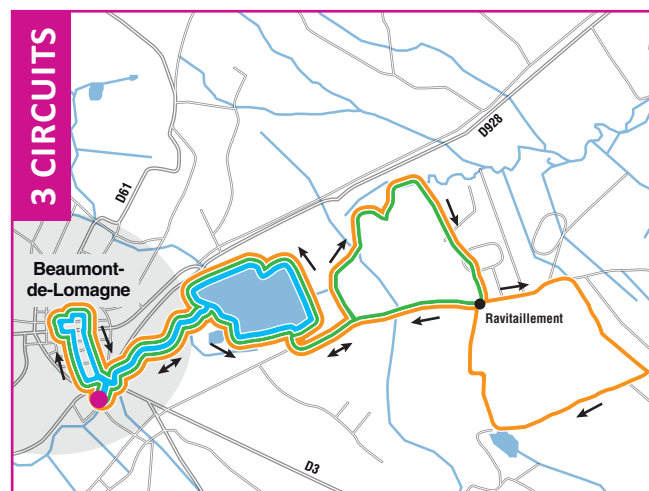 3 CIRCUITS
D928
D61
Beaumont-
de-Lomagne
Ravitaillement
D3